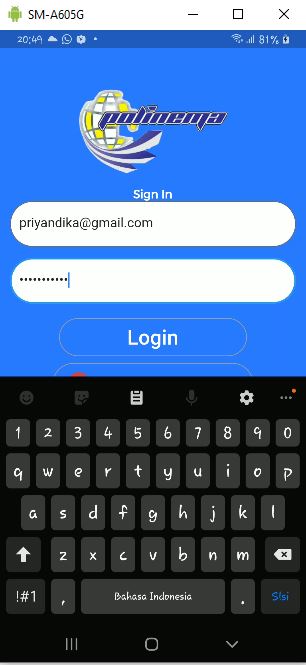 SM-A605G
20:49
81%
polinema
Sign In
priyandika@gmail.com
•••••••••••
Login
1 2 3 4 5 6 7 8 9 0
q w e r t y u i o p
a s d f g h j k l
z x c v b n m
!#1 , Bahasa Indonesia . S!si